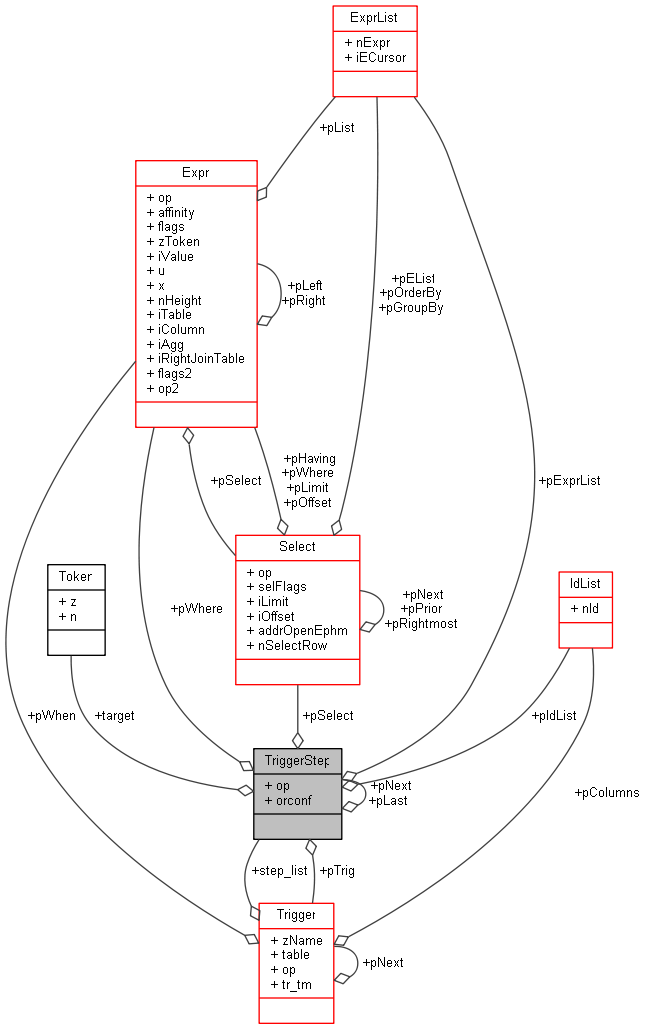 ExprList
+ nExpr
+ iECursor
+pList
Expr
+ op
+ affinity
+ flags
+ zToken
+ iValue
+ u
+ x
+ nHeight
+ iTable
+ iColumn
+ iAgg
+ iRightJoinTable
+ flags2
+ op2
+pLeft
+pRight
+pEList
+pOrderBy
+pGroupBy
+pHaving
+pWhere
+pLimit
+pOffset
+pSelect
+pExprList
Select
+ op
+ selFlags
+ iLimit
+ iOffset
+ addrOpenEphm
+ nSelectRow
+pNext
+pPrior
+pRightmost
Token
+ z
+ n
IdList
+ nId
+pWhere
+pWhen
+target
+pSelect
+pIdList
TriggerStep
+ op
+ orconf
+pNext
+pLast
+pColumns
+step_list
+pTrig
Trigger
+ zName
+ table
+ op
+ tr_tm
+pNext